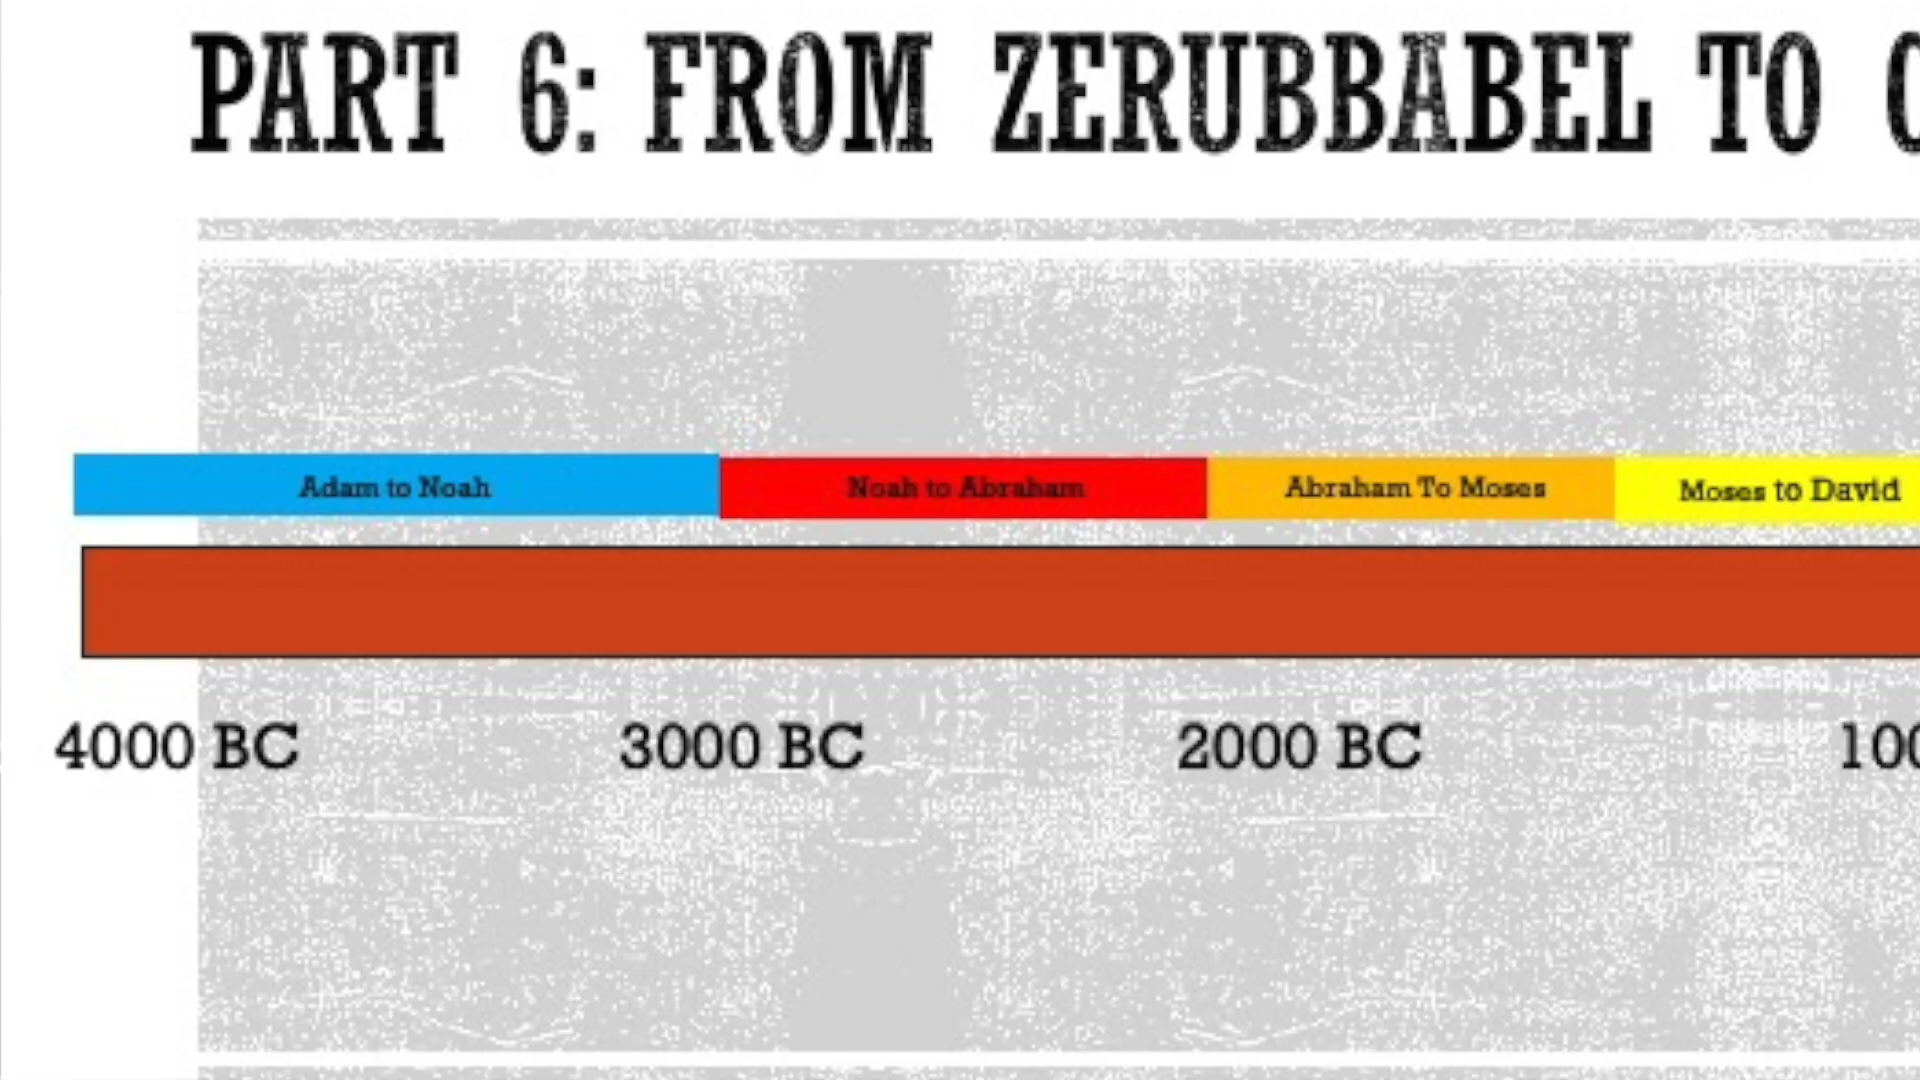 PART 6: FROM ZERUBBABEL TO
Adam to Noah
Noah to Abraham
Abraham To Moses
Moses to David
4000 BC
3000 BC
2000 BC